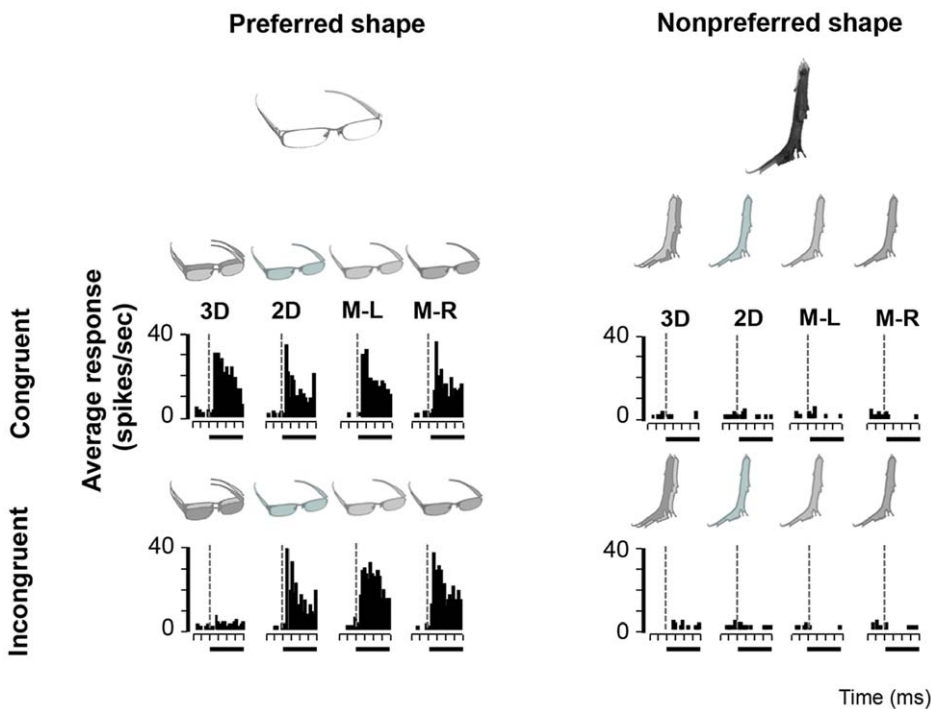 Preferred shape
Nonpreferred shape
Congruent
Average response
(spikes/sec)
3D 2D M-L M-R
40
0
3D 2D M-L M-R
40
0
Incongruent
40
0
40
0
Time (ms)